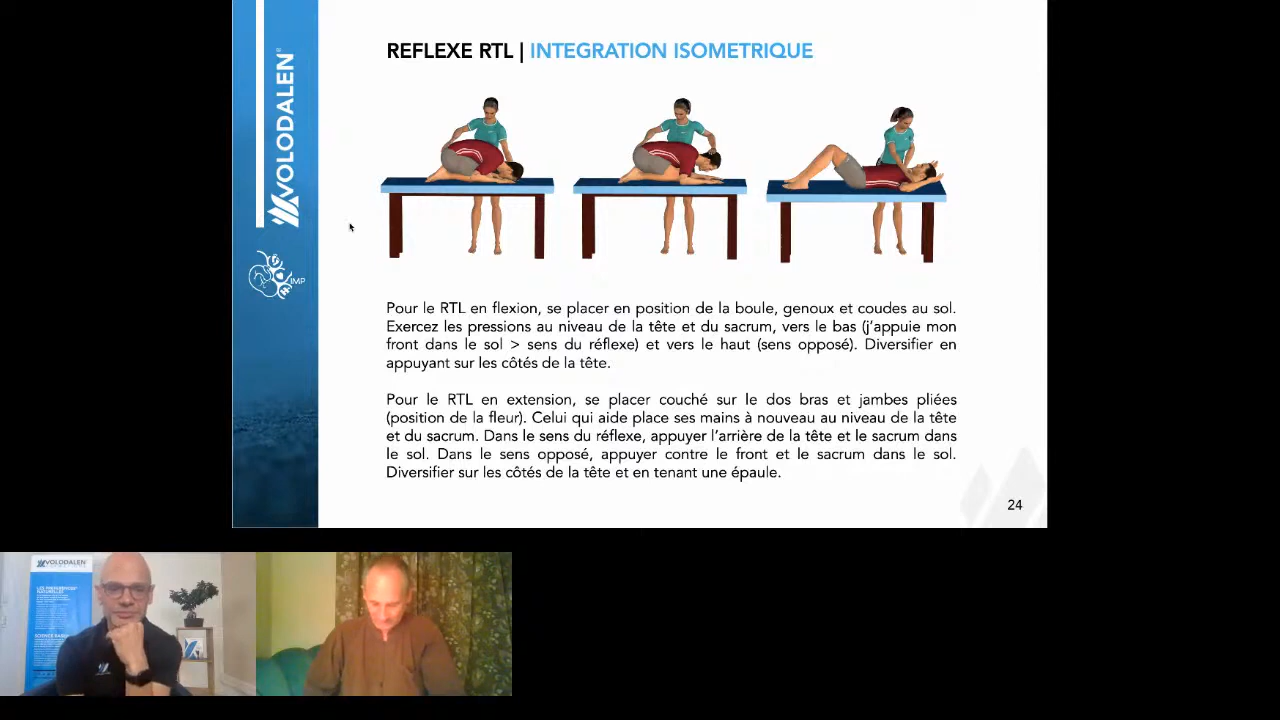 REFLEXE RTL | INTEGRATION ISOMETRIQUE
VOLODALEN
IMP
Pour le RTL en flexion, se placer en position de la boule, genoux et coudes au sol.
Exercez les pressions au niveau de la tête et du sacrum, vers le bas (j'appuie mon
front dans le sol > sens du réflexe) et vers le haut (sens opposé). Diversifier en
appuyant sur les côtés de la tête.
Pour le RTL en extension, se placer couché sur le dos bras et jambes pliées
(position de la fleur). Celui qui aide place ses mains à nouveau au niveau de la tête
et du sacrum. Dans le sens du réflexe, appuyer l'arrière de la tête et le sacrum dans
le sol. Dans le sens opposé, appuyer contre le front et le sacrum dans le sol.
Diversifier sur les côtés de la tête et en tenant une épaule.
24
VOLODALEN